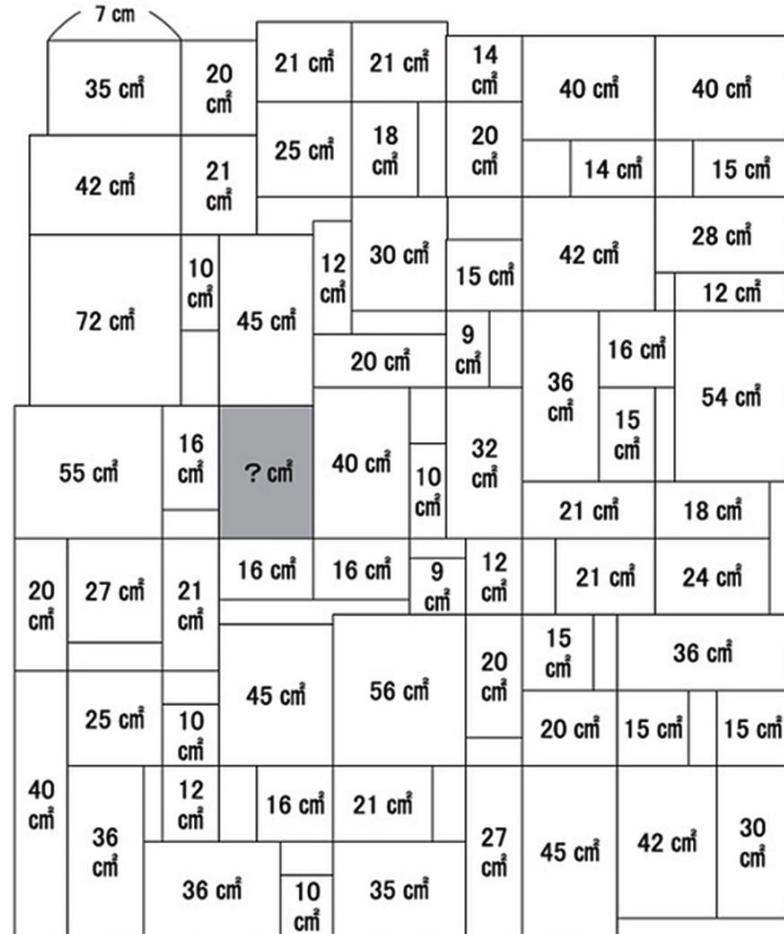 7 cm
35 cm²
20 cm²
21 cm²
21 cm²
14 cm²
40 cm²
40 cm²
25 cm²
18 cm²
20 cm²
14 cm²
15 cm²
42 cm²
21 cm²
72 cm²
10 cm²
45 cm²
12 cm²
30 cm²
15 cm²
42 cm²
28 cm²
12 cm²
20 cm²
9 cm²
36 cm²
16 cm²
54 cm²
15 cm²
55 cm²
16 cm²
? cm²
40 cm²
10 cm²
32 cm²
21 cm²
18 cm²
20 cm²
27 cm²
21 cm²
16 cm²
16 cm²
9 cm²
12 cm²
21 cm²
24 cm²
25 cm²
10 cm²
45 cm²
56 cm²
20 cm²
15 cm²
36 cm²
20 cm²
15 cm²
15 cm²
40 cm²
36 cm²
12 cm²
16 cm²
21 cm²
27 cm²
45 cm²
42 cm²
30 cm²
36 cm²
10 cm²
35 cm²